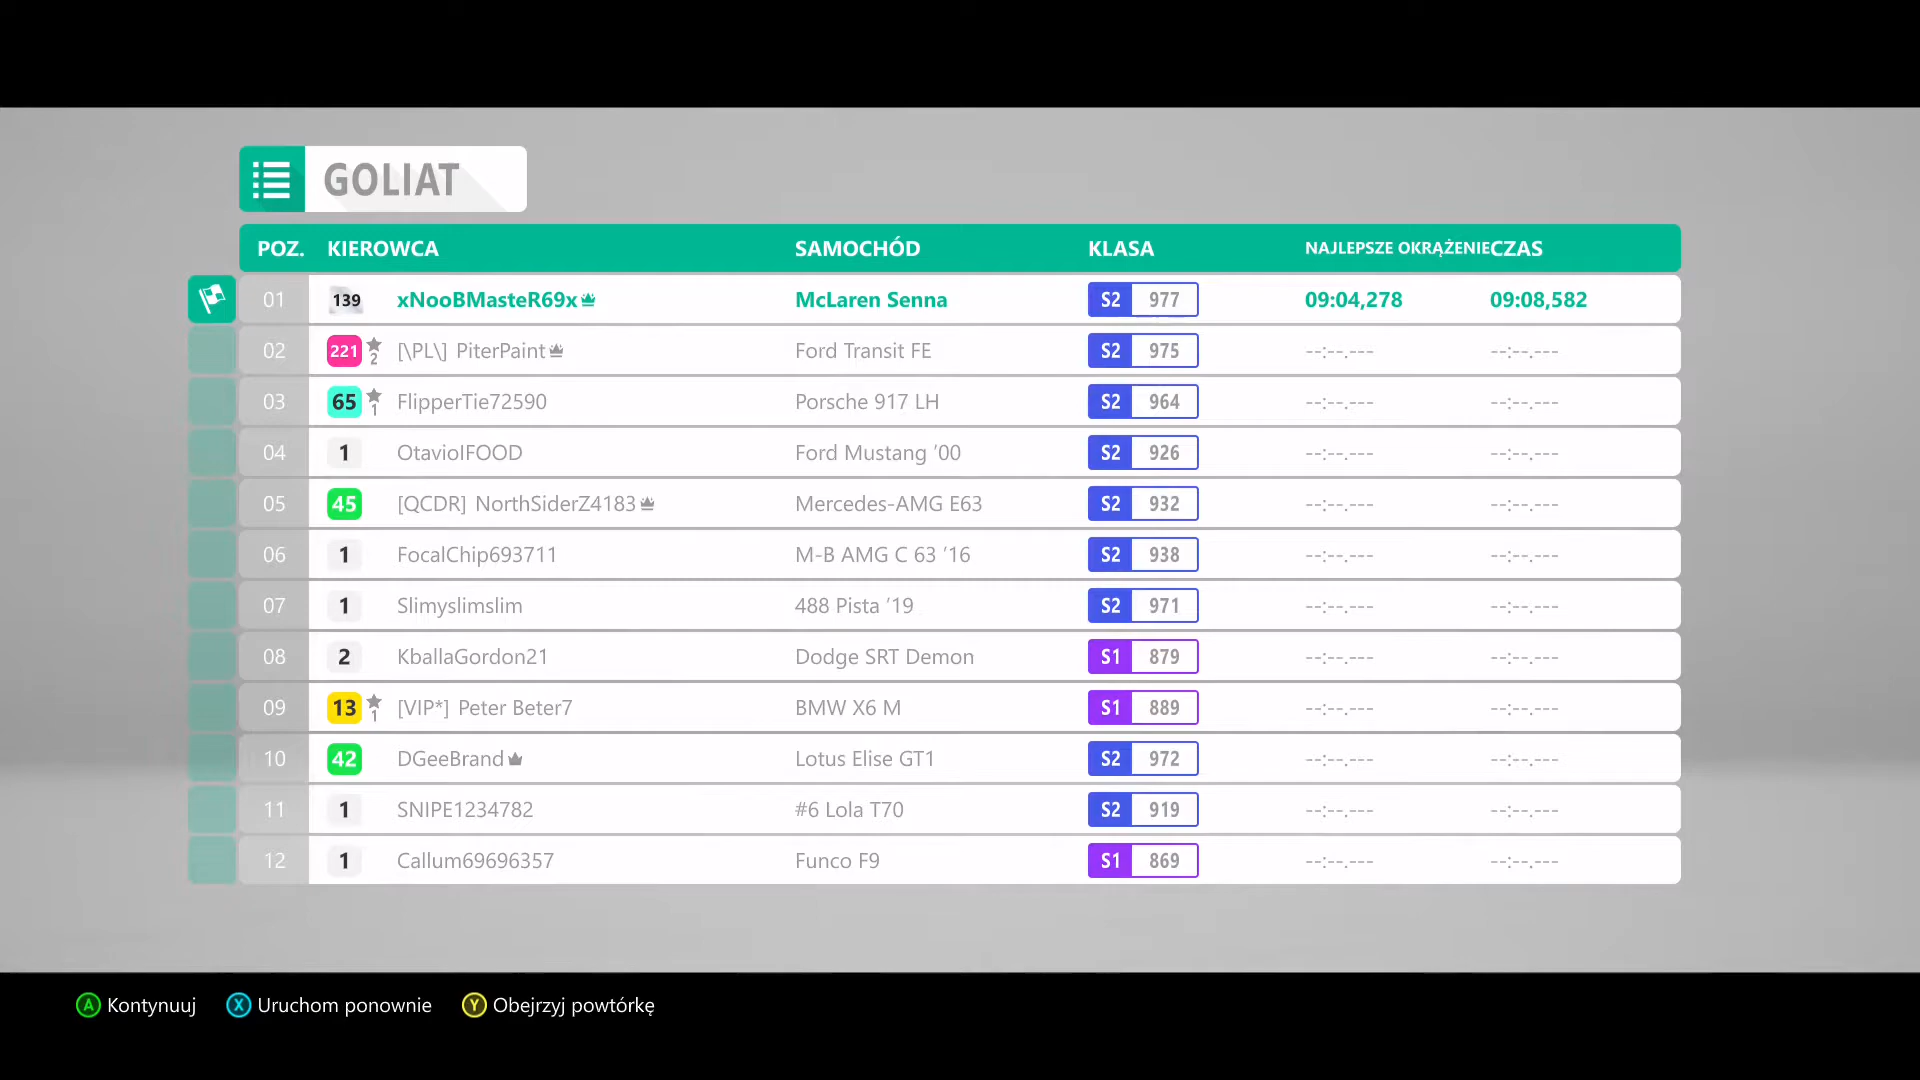 GOLIAT
POZ. KIEROWCA SAMOCHÓD KLASA NAJLEPSZE OKRĄŻENIE CZAS
01 139 xNooBMasteR69x McLaren Senna S2 977 09:04,278 09:08,582
02 221 2 [\PL\] PiterPaint Ford Transit FE S2 975 --:--.--- --:--.---
03 65 1 FlipperTie72590 Porsche 917 LH S2 964 --:--.--- --:--.---
04 1 OtavioIFOOD Ford Mustang '00 S2 926 --:--.--- --:--.---
05 45 [QCDR] NorthSiderZ4183 Mercedes-AMG E63 S2 932 --:--.--- --:--.---
06 1 FocalChip693711 M-B AMG C 63 '16 S2 938 --:--.--- --:--.---
07 1 Slimyslimslim 488 Pista '19 S2 971 --:--.--- --:--.---
08 2 KballaGordon21 Dodge SRT Demon S1 879 --:--.--- --:--.---
09 13 1 [VIP*] Peter Beter7 BMW X6 M S1 889 --:--.--- --:--.---
10 42 DGeeBrand Lotus Elise GT1 S2 972 --:--.--- --:--.---
11 1 SNIPE1234782 #6 Lola T70 S2 919 --:--.--- --:--.---
12 1 Callum69696357 Funco F9 S1 869 --:--.--- --:--.---
A Kontynuuj X Uruchom ponownie Y Obejrzyj powtórkę